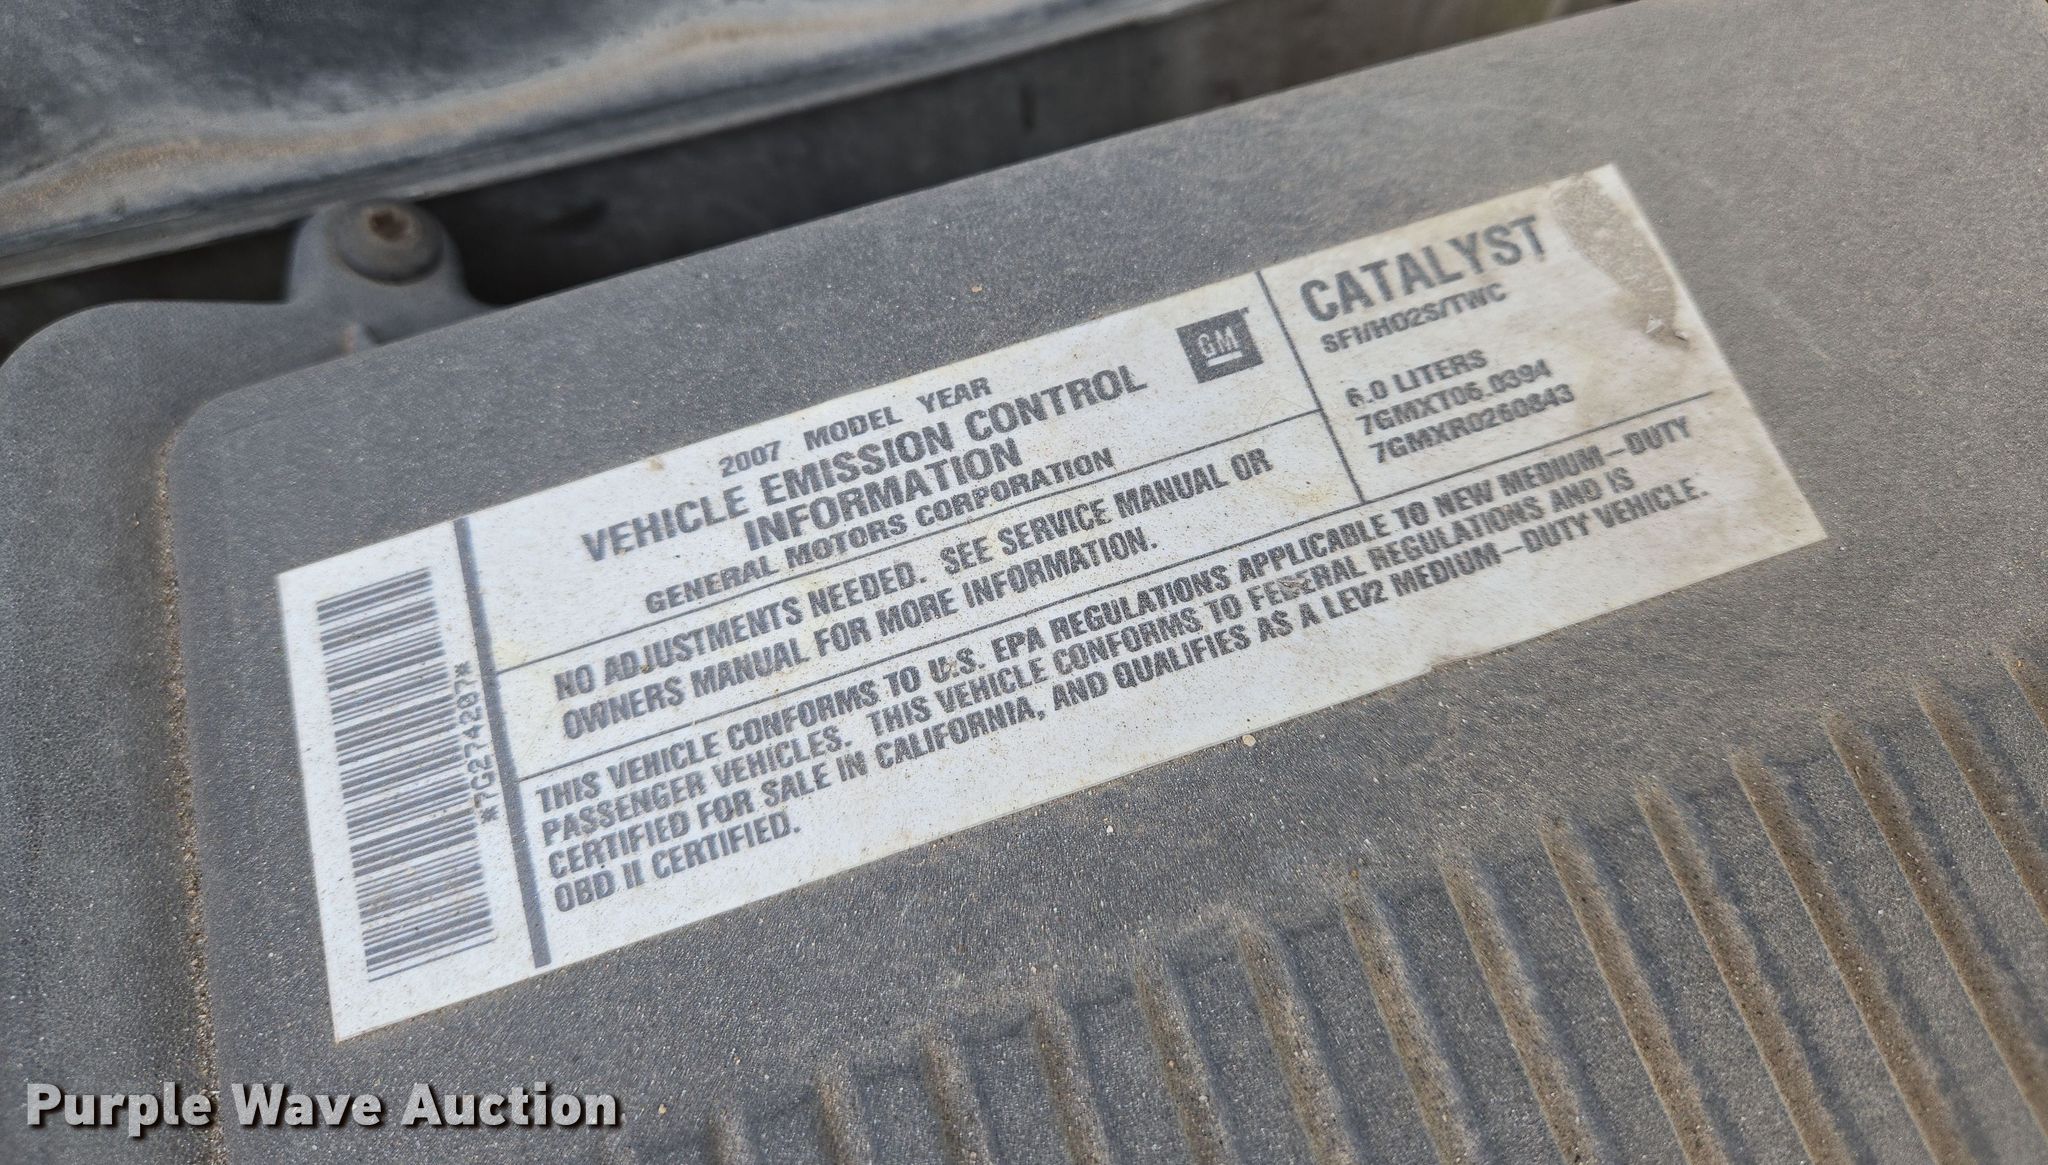 2007 MODEL YEAR
VEHICLE EMISSION CONTROL
INFORMATION
GENERAL MOTORS CORPORATION
GM
CATALYST
SFI/HO2S/TWC
6.0 LITERS
7GMXT06.0394
7GMXR0260843
NO ADJUSTMENTS NEEDED. SEE SERVICE MANUAL OR
OWNERS MANUAL FOR MORE INFORMATION.
THIS VEHICLE CONFORMS TO U.S. EPA REGULATIONS APPLICABLE TO NEW MEDIUM-DUTY
PASSENGER VEHICLES. THIS VEHICLE CONFORMS TO FEDERAL REGULATIONS AND IS
CERTIFIED FOR SALE IN CALIFORNIA, AND QUALIFIES AS A LEV2 MEDIUM-DUTY VEHICLE.
OBD II CERTIFIED.
*7G274207*
Purple Wave Auction